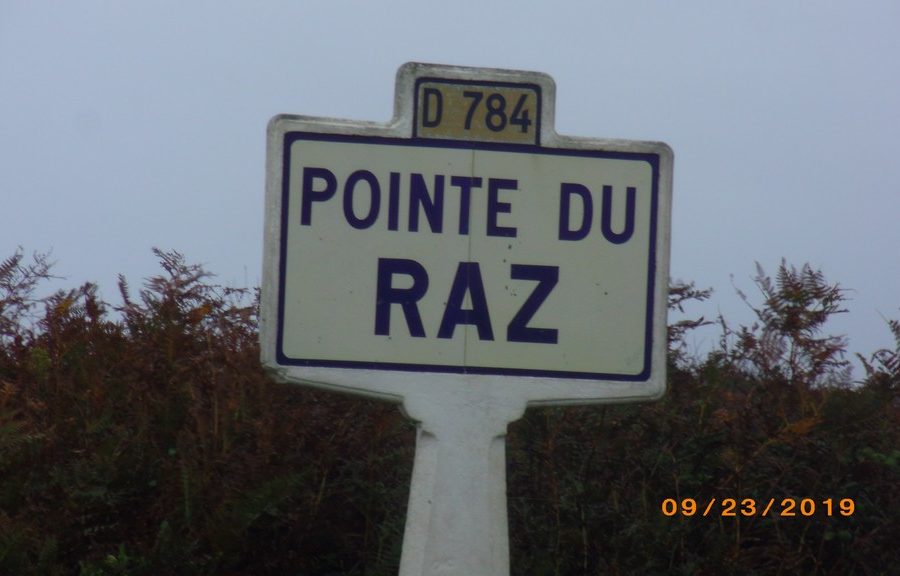 D 784
POINTE DU
RAZ
09/23/2019